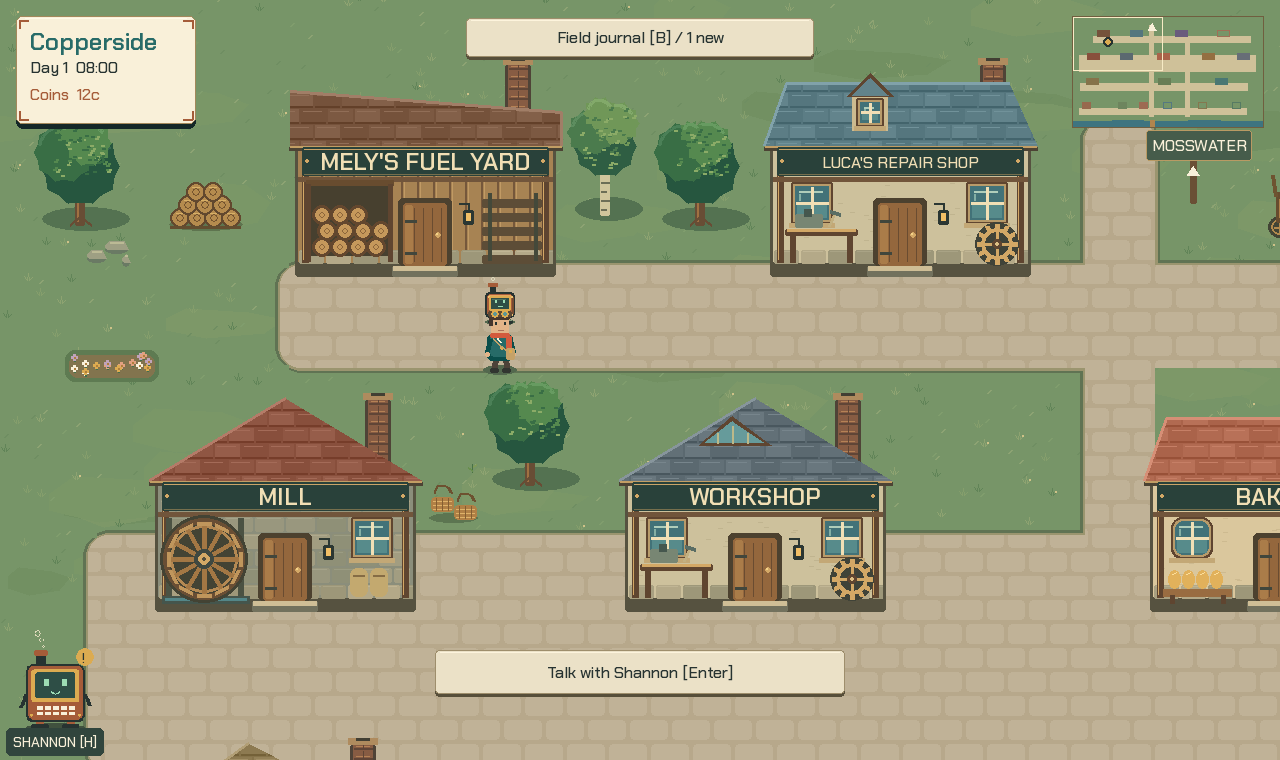 Copperside
Day 1 08:00
Coins 12c
Field journal [B] / 1 new
MOSSWATER
MELY'S FUEL YARD
LUCA'S REPAIR SHOP
MILL
WORKSHOP
BAK
!
Talk with Shannon [Enter]
SHANNON [H]